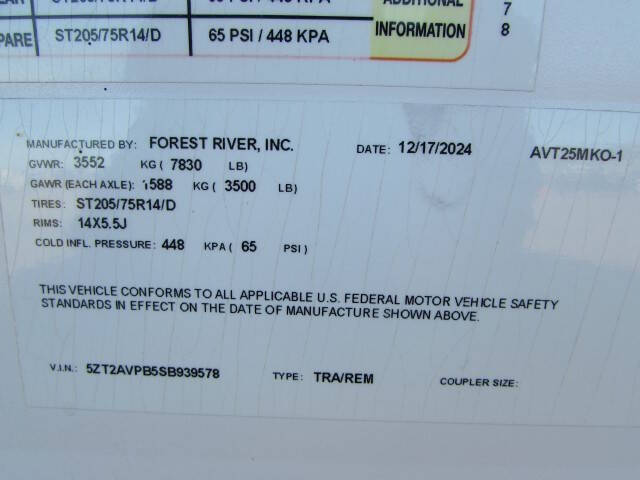 ADDITIONAL 7
SPARE ST205/75R14/D 65 PSI / 448 KPA INFORMATION 8
MANUFACTURED BY: FOREST RIVER, INC. DATE: 12/17/2024 AVT25MKO-1
GVWR: 3552 KG ( 7830 LB)
GAWR (EACH AXLE): 1588 KG ( 3500 LB)
TIRES: ST205/75R14/D
RIMS: 14X5.5J
COLD INFL. PRESSURE: 448 KPA ( 65 PSI)
THIS VEHICLE CONFORMS TO ALL APPLICABLE U.S. FEDERAL MOTOR VEHICLE SAFETY
STANDARDS IN EFFECT ON THE DATE OF MANUFACTURE SHOWN ABOVE.
V.I.N.: 5ZT2AVPB5SB939578 TYPE: TRA/REM COUPLER SIZE: